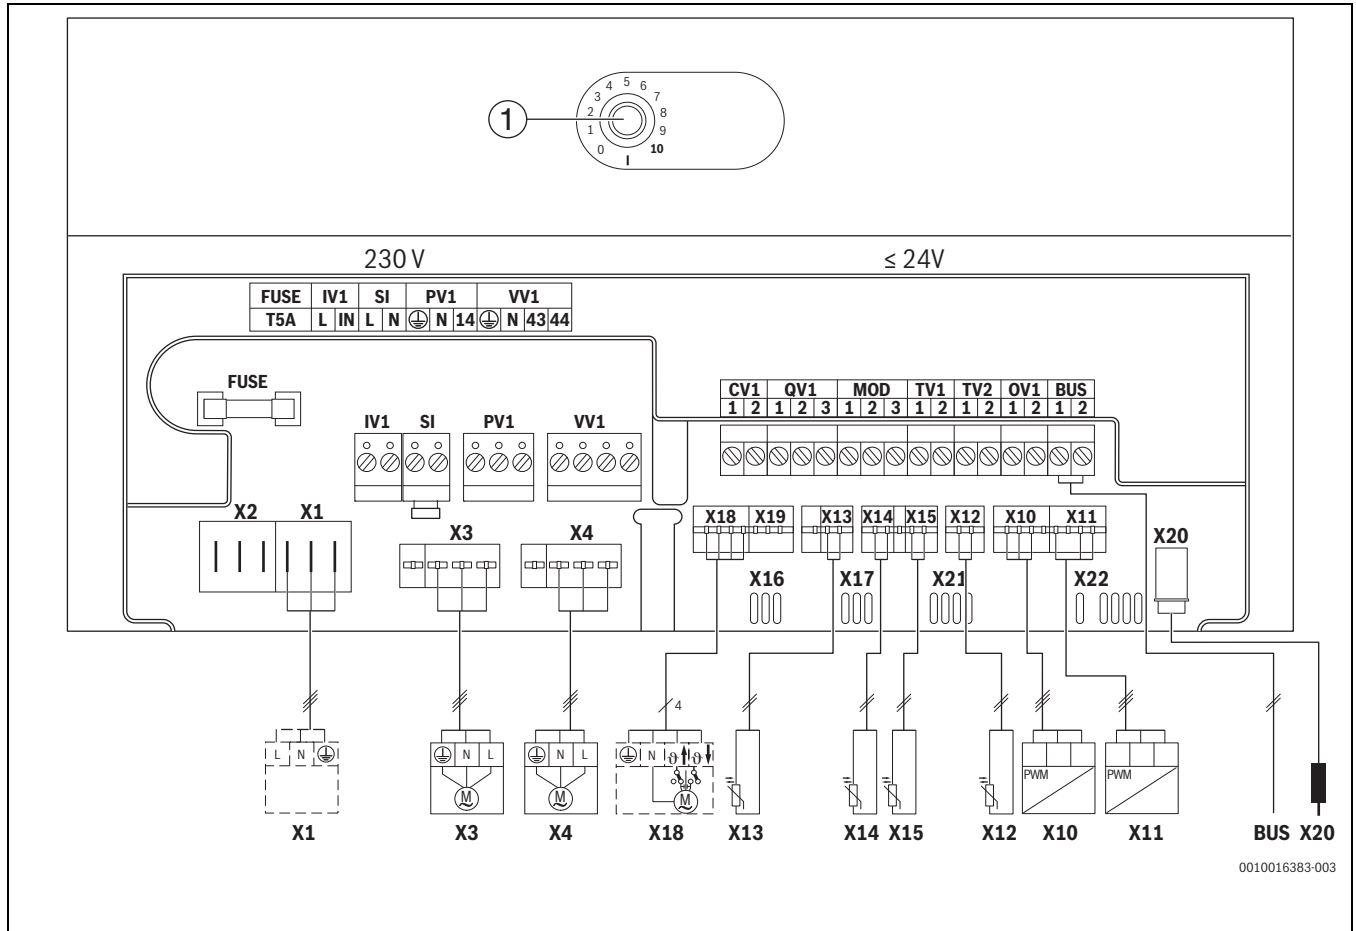 5
4 6
3 7
2 8
1 9
0 10
I
1
230 V ≤ 24V
FUSE IV1 SI PV1 VV1
T5A L IN L N N 14 N 43 44
FUSE
CV1 QV1 MOD TV1 TV2 OV1 BUS
1 2 1 2 3 1 2 3 1 2 1 2 1 2 1 2
IV1 SI PV1 VV1
X2 X1
X3 X4
X18 X19 X13 X14 X15 X12 X10 X11
X20
X16 X17 X21 X22
4
L N
N L
N L
N ϑ ϑ
M
M
M
PWM
PWM
X1 X3 X4 X18 X13 X14 X15 X12 X10 X11 BUS X20
0010016383-003